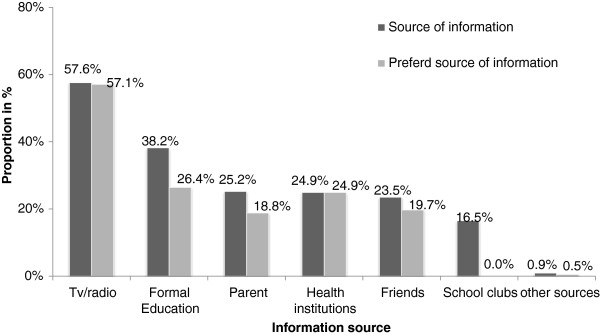 80%
60%
40%
20%
0%
Proportion in %
Source of information
Preferd source of information
57.6%
57.1%
38.2%
26.4%
25.2%
18.8%
24.9%
24.9%
23.5%
19.7%
16.5%
0.0%
0.9%
0.5%
Tv/radio
Formal
Education
Parent
Health
institutions
Friends
School clubs
other sources
Information source